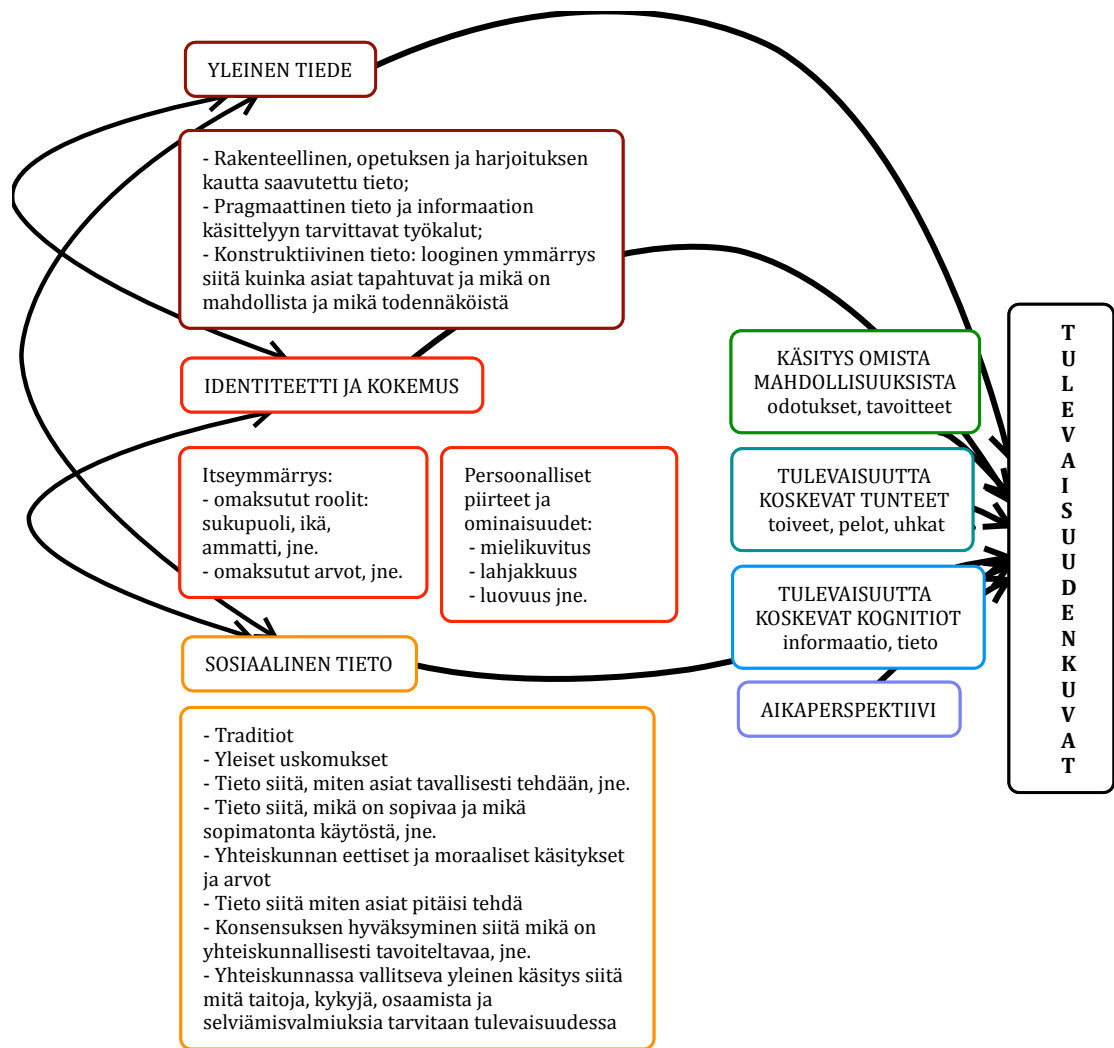 YLEINEN TIEDE
- Rakenteellinen, opetuksen ja harjoituksen
kautta saavutettu tieto;
- Pragmaattinen tieto ja informaation
käsittelyyn tarvittavat työkalut;
- Konstruktiivinen tieto: looginen ymmärrys
siitä kuinka asiat tapahtuvat ja mikä on
mahdollista ja mikä todennäköistä
IDENTITEETTI JA KOKEMUS
Itseymmärrys:
- omaksutut roolit:
sukupuoli, ikä,
ammatti, jne.
- omaksutut arvot, jne.
Persoonalliset
piirteet ja
ominaisuudet:
- mielikuvitus
- lahjakkuus
- luovuus jne.
SOSIAALINEN TIETO
- Traditiot
- Yleiset uskomukset
- Tieto siitä, miten asiat tavallisesti tehdään, jne.
- Tieto siitä, mikä on sopivaa ja mikä
sopimatonta käytöstä, jne.
- Yhteiskunnan eettiset ja moraaliset käsitykset
ja arvot
- Tieto siitä miten asiat pitäisi tehdä
- Konsensuksen hyväksyminen siitä mikä on
yhteiskunnallisesti tavoiteltavaa, jne.
- Yhteiskunnassa vallitseva yleinen käsitys siitä
mitä taitoja, kykyjä, osaamista ja
selviämisvalmiuksia tarvitaan tulevaisuudessa
KÄSITYS OMISTA
MAHDOLLISUUKSISTA
odotukset, tavoitteet
TULEVAISUUTTA
KOSKEVAT TUNTEET
toiveet, pelot, uhkat
TULEVAISUUTTA
KOSKEVAT KOGNITIOT
informaatio, tieto
AIKAPERSPEKTIIVI
TULEVAISUUDENKUVAT